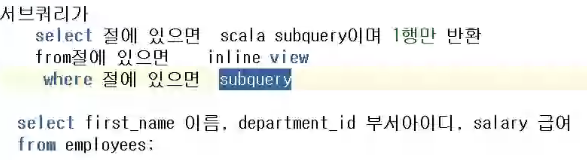 서브쿼리가
select 절에 있으면 scala subquery이며 1행만 반환
from절에 있으면 inline view
where 절에 있으면 subquery
select first_name 이름, department_id 부서아이디, salary 급여
from employees;